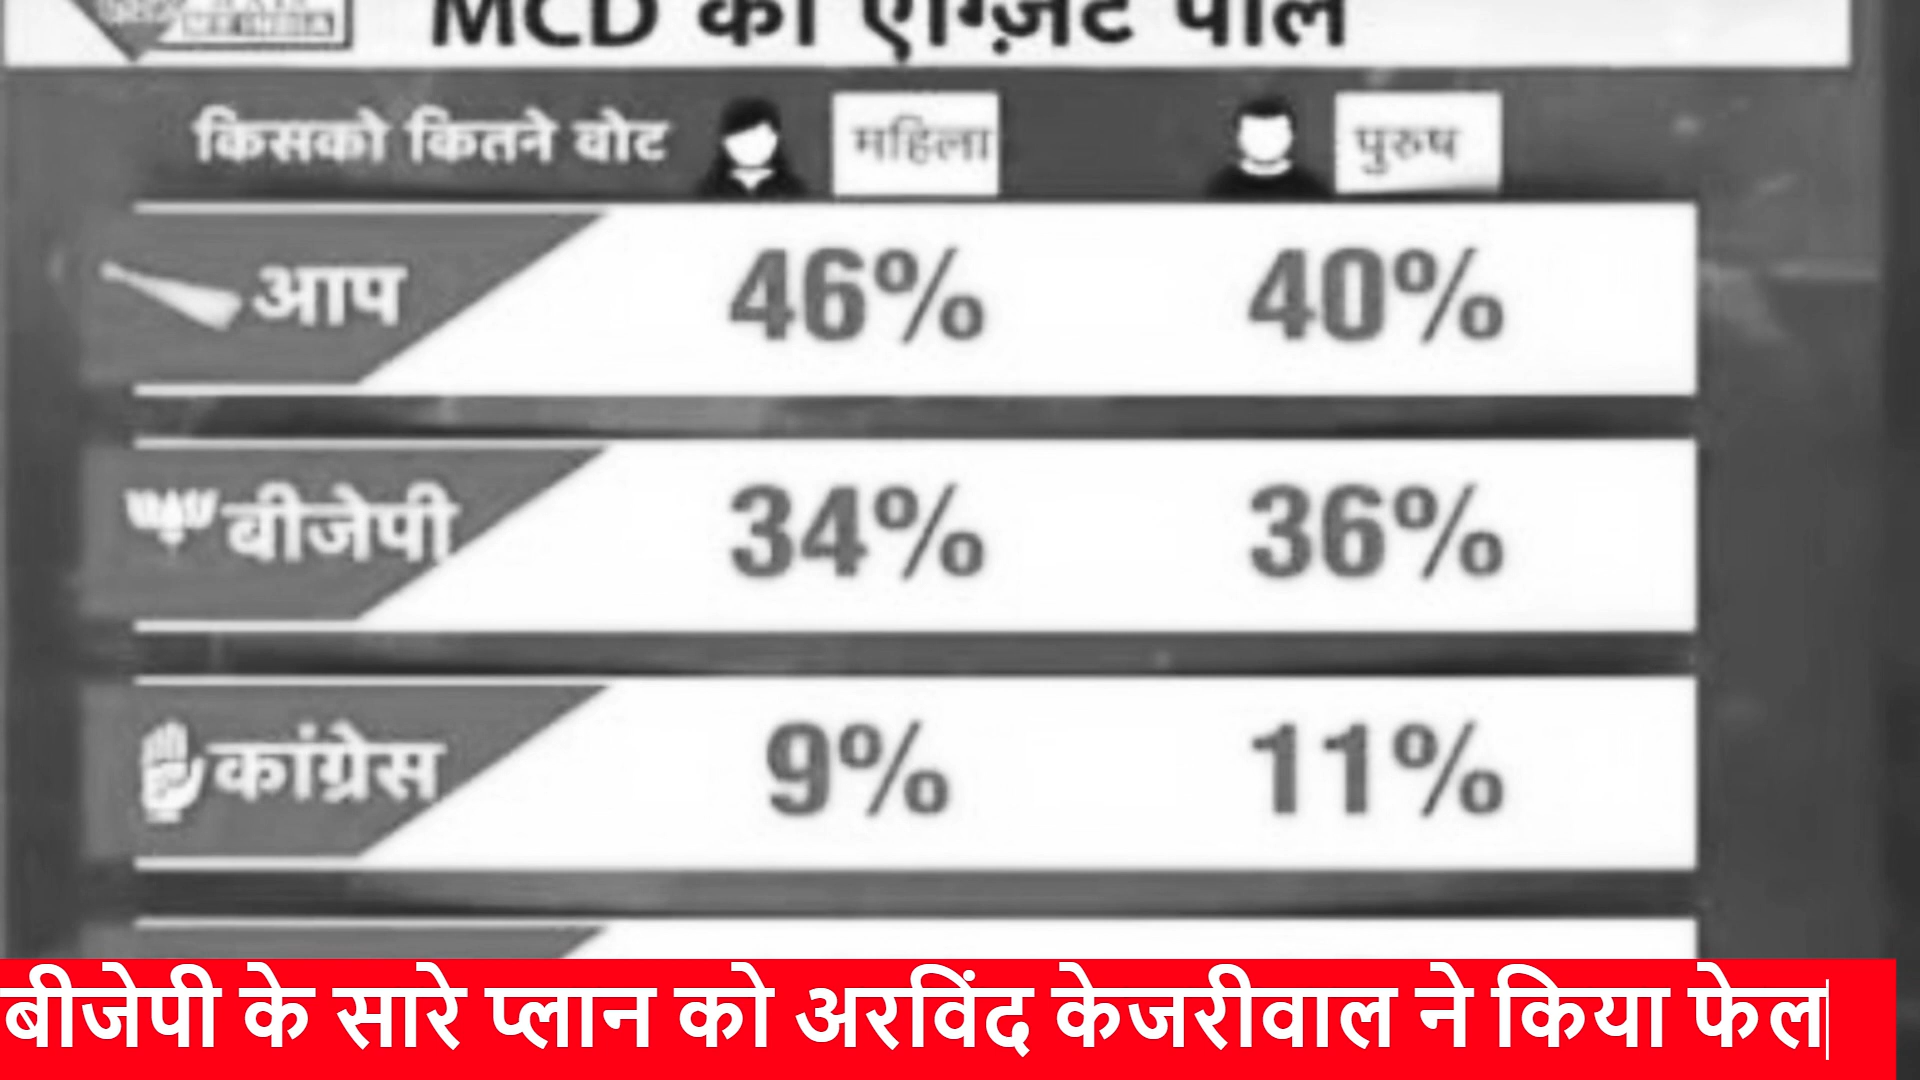 MCD का एग्ज़िट पोल
किसको कितने वोट महिला पुरुष
आप 46% 40%
बीजेपी 34% 36%
कांग्रेस 9% 11%
बीजेपी के सारे प्लान को अरविंद केजरीवाल ने किया फेल